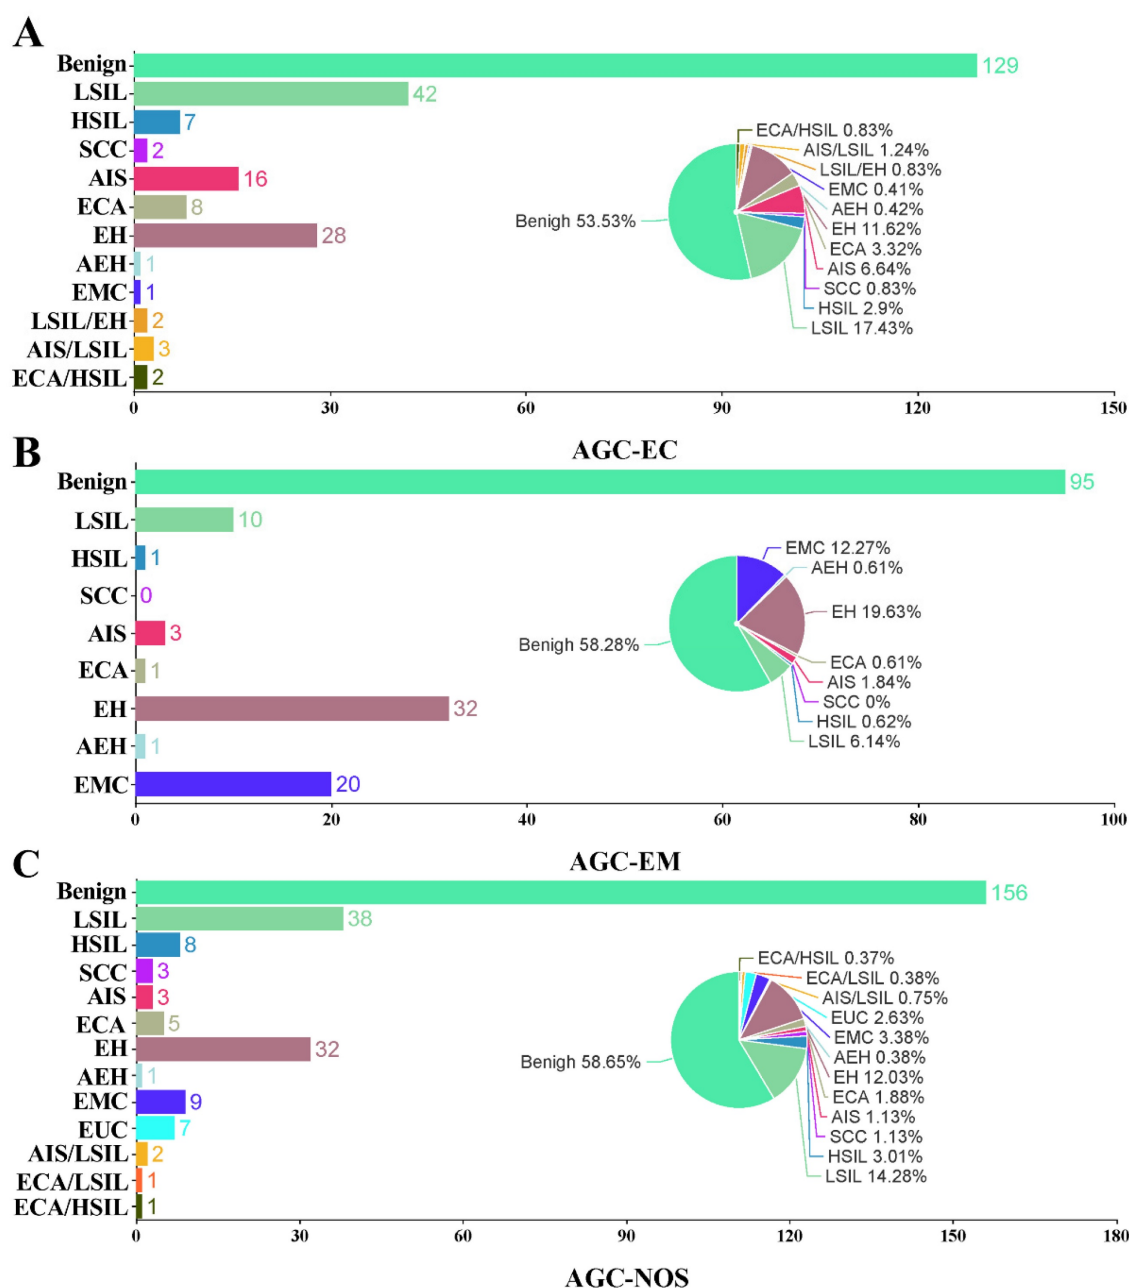 A
Benign 129
LSIL 42
HSIL 7
SCC 2
AIS 16
ECA 8
EH 28
AEH 1
EMC 1
LSIL/EH 2
AIS/LSIL 3
ECA/HSIL 2
ECA/HSIL 0.83%
AIS/LSIL 1.24%
LSIL/EH 0.83%
EMC 0.41%
AEH 0.42%
EH 11.62%
ECA 3.32%
AIS 6.64%
SCC 0.83%
HSIL 2.9%
LSIL 17.43%
Benigh 53.53%
0 30 60 90 120 150
AGC-EC
B
Benign 95
LSIL 10
HSIL 1
SCC 0
AIS 3
ECA 1
EH 32
AEH 1
EMC 20
EMC 12.27%
AEH 0.61%
EH 19.63%
ECA 0.61%
AIS 1.84%
SCC 0%
HSIL 0.62%
LSIL 6.14%
Benigh 58.28%
0 20 40 60 80 100
AGC-EM
C
Benign 156
LSIL 38
HSIL 8
SCC 3
AIS 3
ECA 5
EH 32
AEH 1
EMC 9
EUC 7
AIS/LSIL 2
ECA/LSIL 1
ECA/HSIL 1
ECA/HSIL 0.37%
ECA/LSIL 0.38%
AIS/LSIL 0.75%
EUC 2.63%
EMC 3.38%
AEH 0.38%
EH 12.03%
ECA 1.88%
AIS 1.13%
SCC 1.13%
HSIL 3.01%
LSIL 14.28%
Benigh 58.65%
0 30 60 90 120 150 180
AGC-NOS